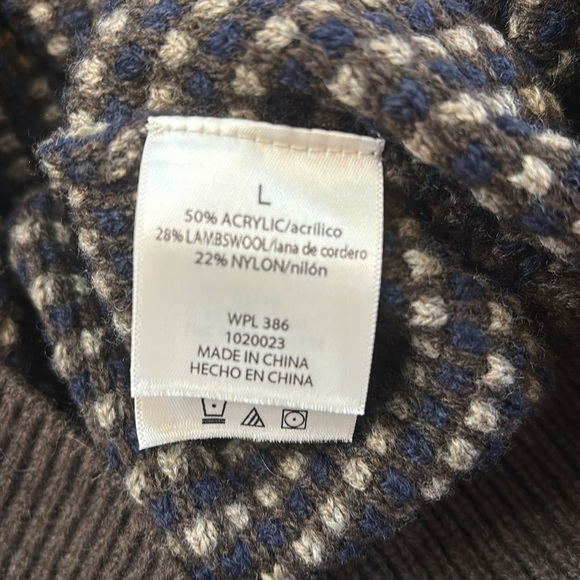 L
50% ACRYLIC/acrílico
28% LAMBSWOOL/lana de cordero
22% NYLON/nilón
WPL 386
1020023
MADE IN CHINA
HECHO EN CHINA